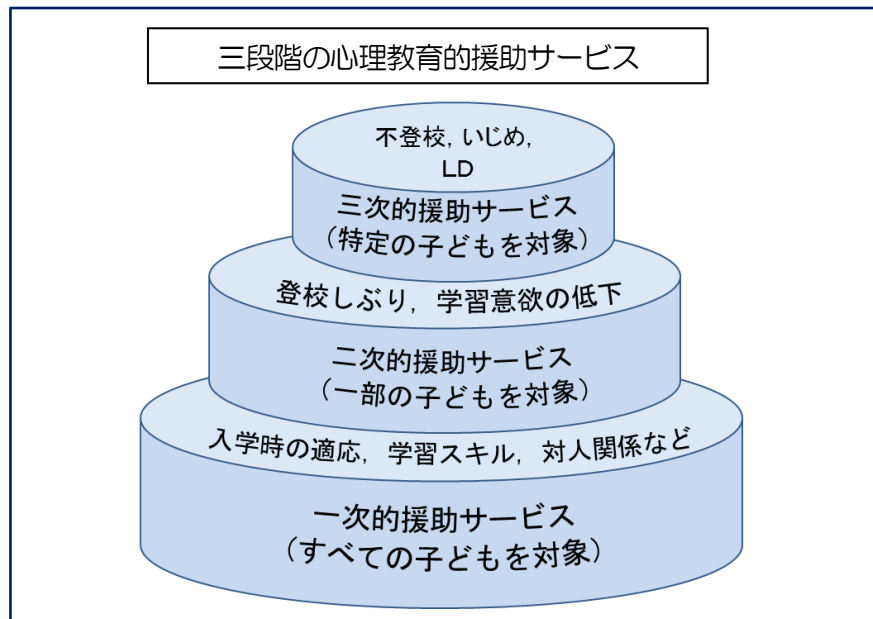 三段階の心理教育的援助サービス
不登校，いじめ，
ＬＤ
三次的援助サービス
（特定の子どもを対象）
登校しぶり，学習意欲の低下
二次的援助サービス
（一部の子どもを対象）
入学時の適応，学習スキル，対人関係など
一次的援助サービス
（すべての子どもを対象）